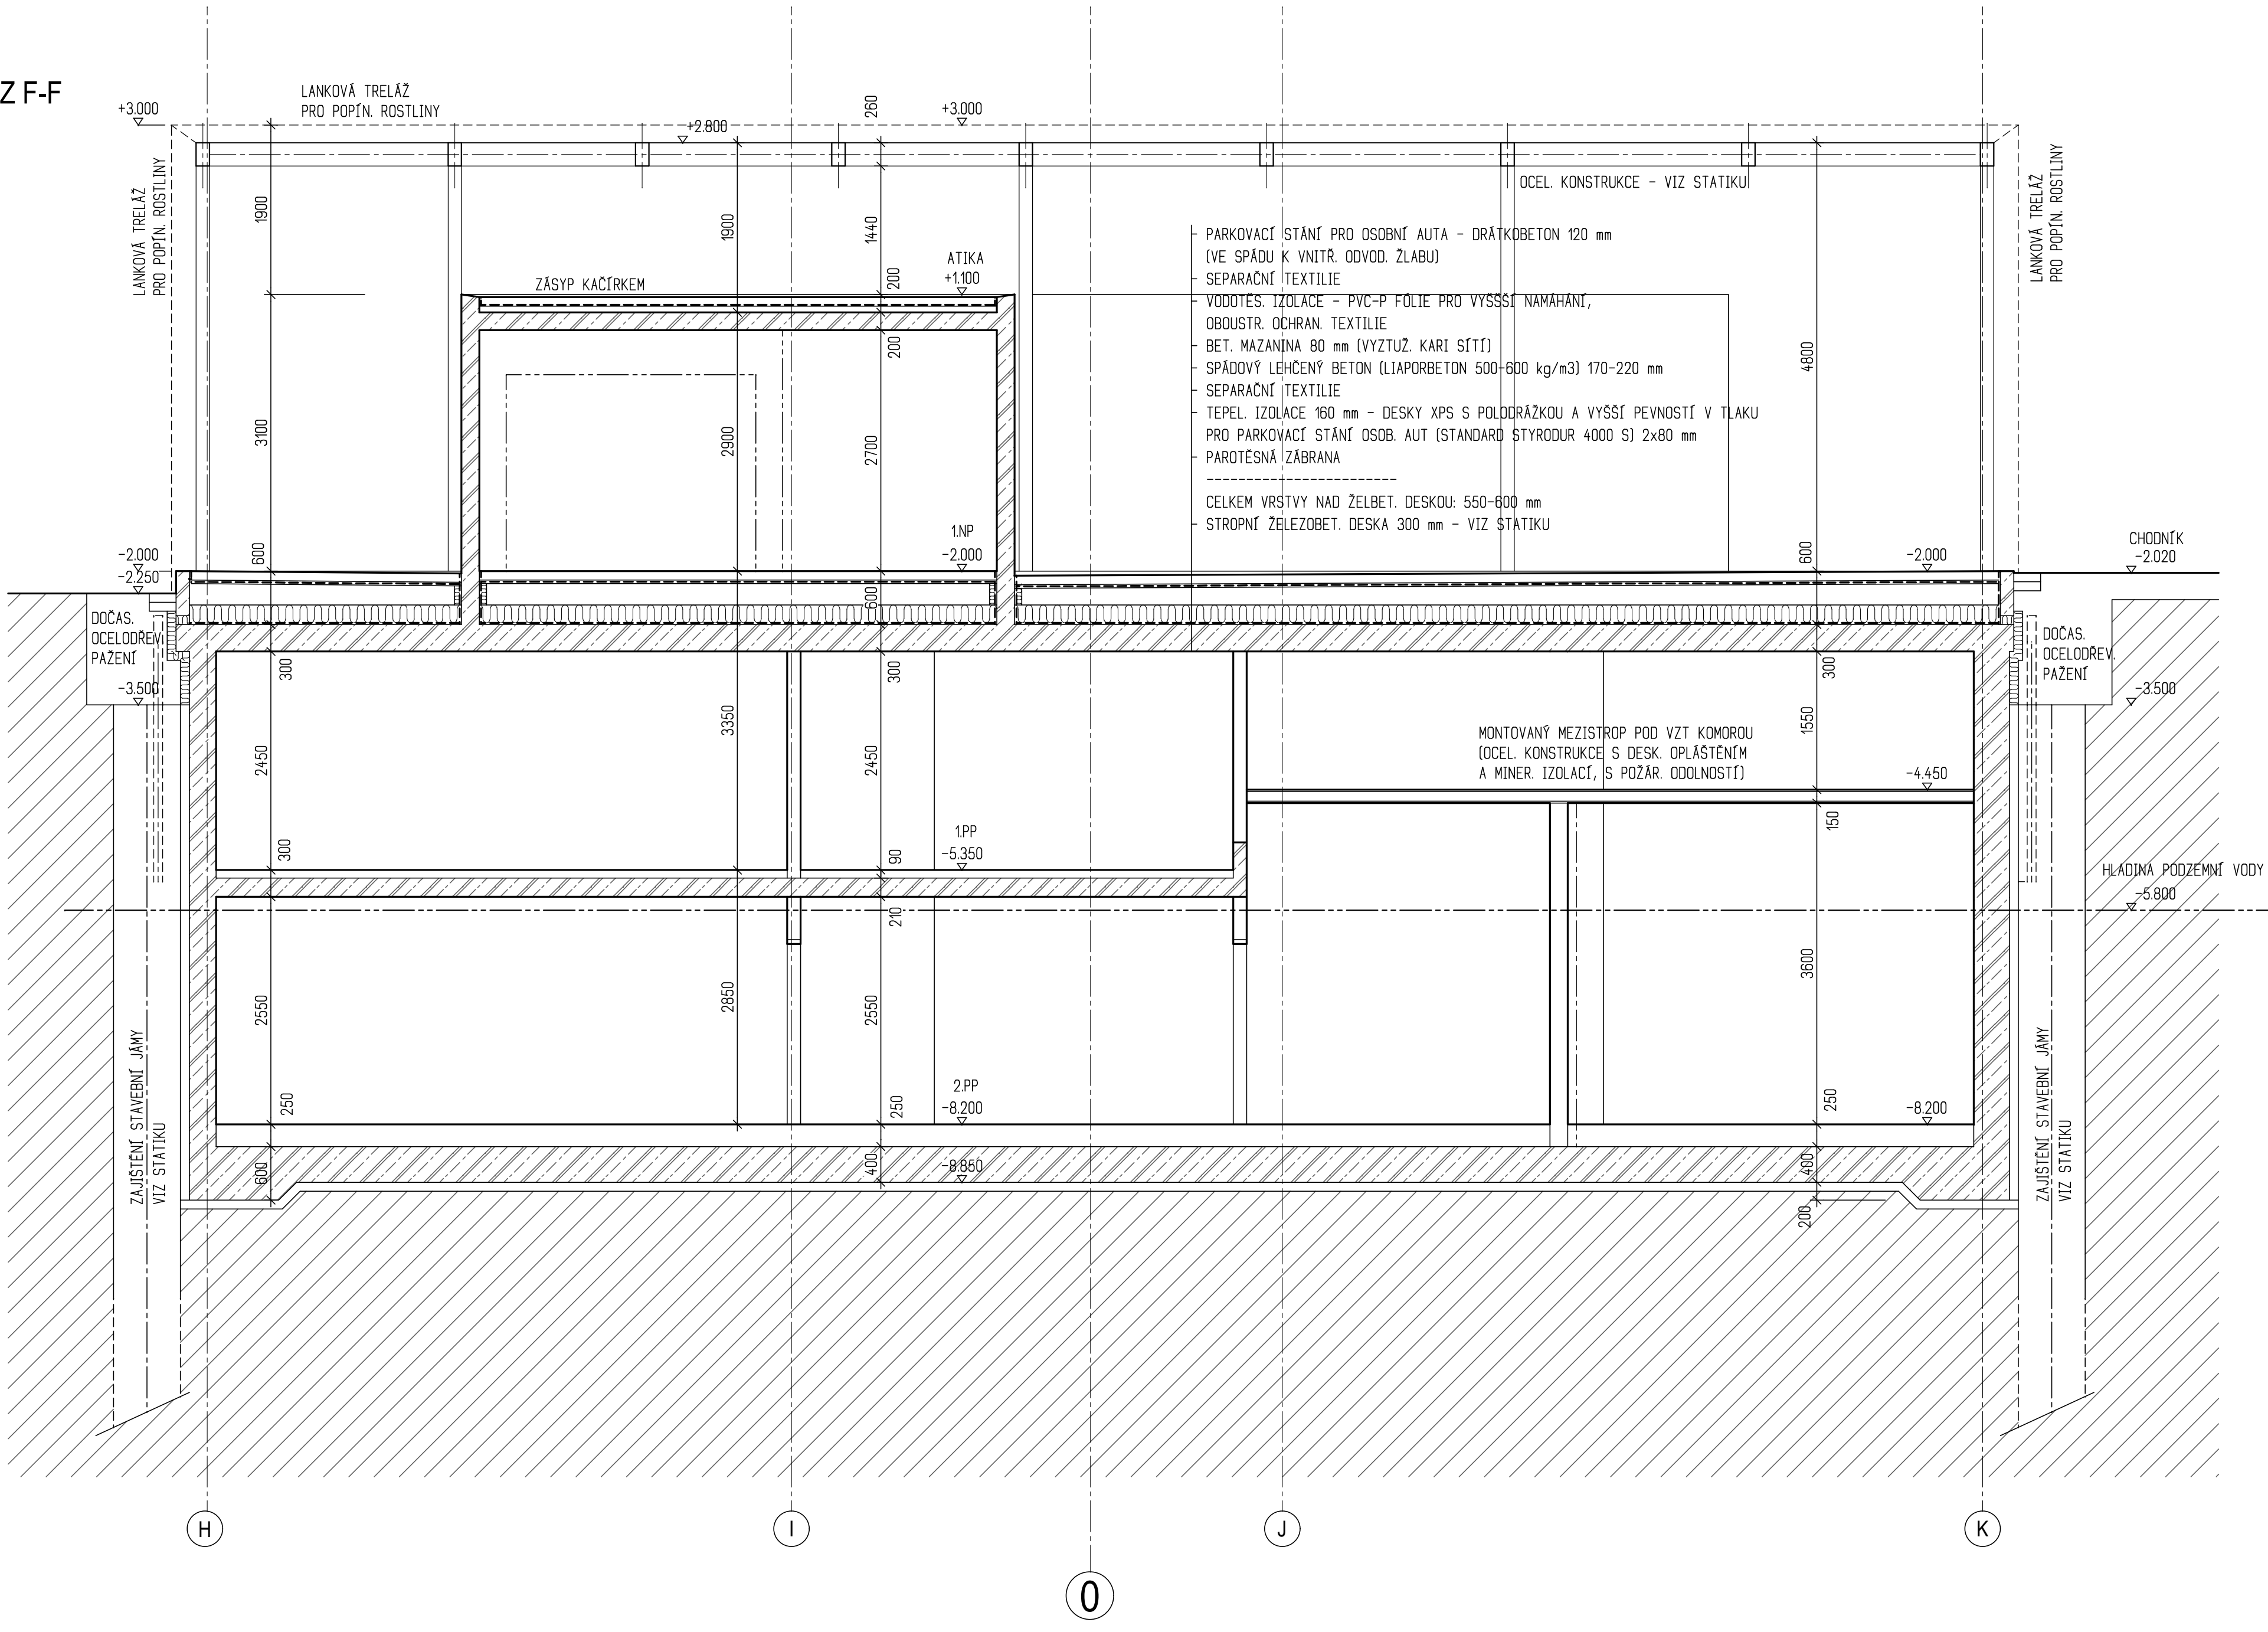 Z F-F
LANKOVÁ TRELÁŽ
PRO POPÍN. ROSTLINY
+3.000
+2.800
260
+3.000
LANKOVÁ TRELÁŽ
PRO POPÍN. ROSTLINY
1900
1900
1440
OCEL. KONSTRUKCE - VIZ STATIKU
LANKOVÁ TRELÁŽ
PRO POPÍN. ROSTLINY
ZÁSYP KAČÍRKEM
200
ATIKA
+1.100
PARKOVACÍ STÁNÍ PRO OSOBNÍ AUTA - DRÁTKOBETON 120 mm
(VE SPÁDU K VNITŘ. ODVOD. ŽLABU)
SEPARAČNÍ TEXTILIE
VODOTĚS. IZOLACE - PVC-P FÓLIE PRO VYŠŠŠÍ NAMÁHÁNÍ,
OBOUSTR. OCHRAN. TEXTILIE
BET. MAZANINA 80 mm (VYZTUŽ. KARI SÍTÍ)
SPÁDOVÝ LEHČENÝ BETON (LIAPORBETON 500-600 kg/m3) 170-220 mm
SEPARAČNÍ TEXTILIE
TEPEL. IZOLACE 160 mm - DESKY XPS S POLODRÁŽKOU A VYŠŠÍ PEVNOSTÍ V TLAKU
PRO PARKOVACÍ STÁNÍ OSOB. AUT (STANDARD STYRODUR 4000 S) 2x80 mm
PAROTĚSNÁ ZÁBRANA
------------------------
CELKEM VRSTVY NAD ŽELBET. DESKOU: 550-600 mm
STROPNÍ ŽELEZOBET. DESKA 300 mm - VIZ STATIKU
200
4800
3100
2900
2700
1.NP
-2.000
-2.000
-2.250
600
600
600
-2.000
CHODNÍK
-2.020
DOČAS.
OCELODŘEV.
PAŽENÍ
-3.500
300
300
300
DOČAS.
OCELODŘEV.
PAŽENÍ
-3.500
2450
3350
2450
1550
MONTOVANÝ MEZISTROP POD VZT KOMOROU
(OCEL. KONSTRUKCE S DESK. OPLÁŠTĚNÍM
A MINER. IZOLACÍ, S POŽÁR. ODOLNOSTÍ)
-4.450
150
300
90
1.PP
-5.350
HLADINA PODZEMNÍ VODY
-5.800
210
2550
2850
2550
3600
250
250
2.PP
-8.200
250
-8.200
ZAJIŠTĚNÍ STAVEBNÍ JÁMY
VIZ STATIKU
600
400
-8.850
400
200
ZAJIŠTĚNÍ STAVEBNÍ JÁMY
VIZ STATIKU
H
I
J
K
0